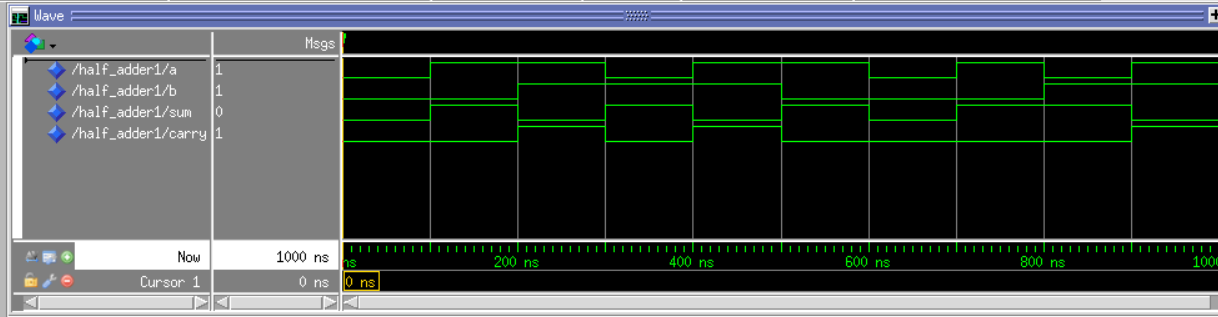 Wave
Msgs
/half_adder1/a 1
/half_adder1/b 1
/half_adder1/sum 0
/half_adder1/carry 1
Now 1000 ns ns 200 ns 400 ns 600 ns 800 ns 1000
Cursor 1 0 ns 0 ns